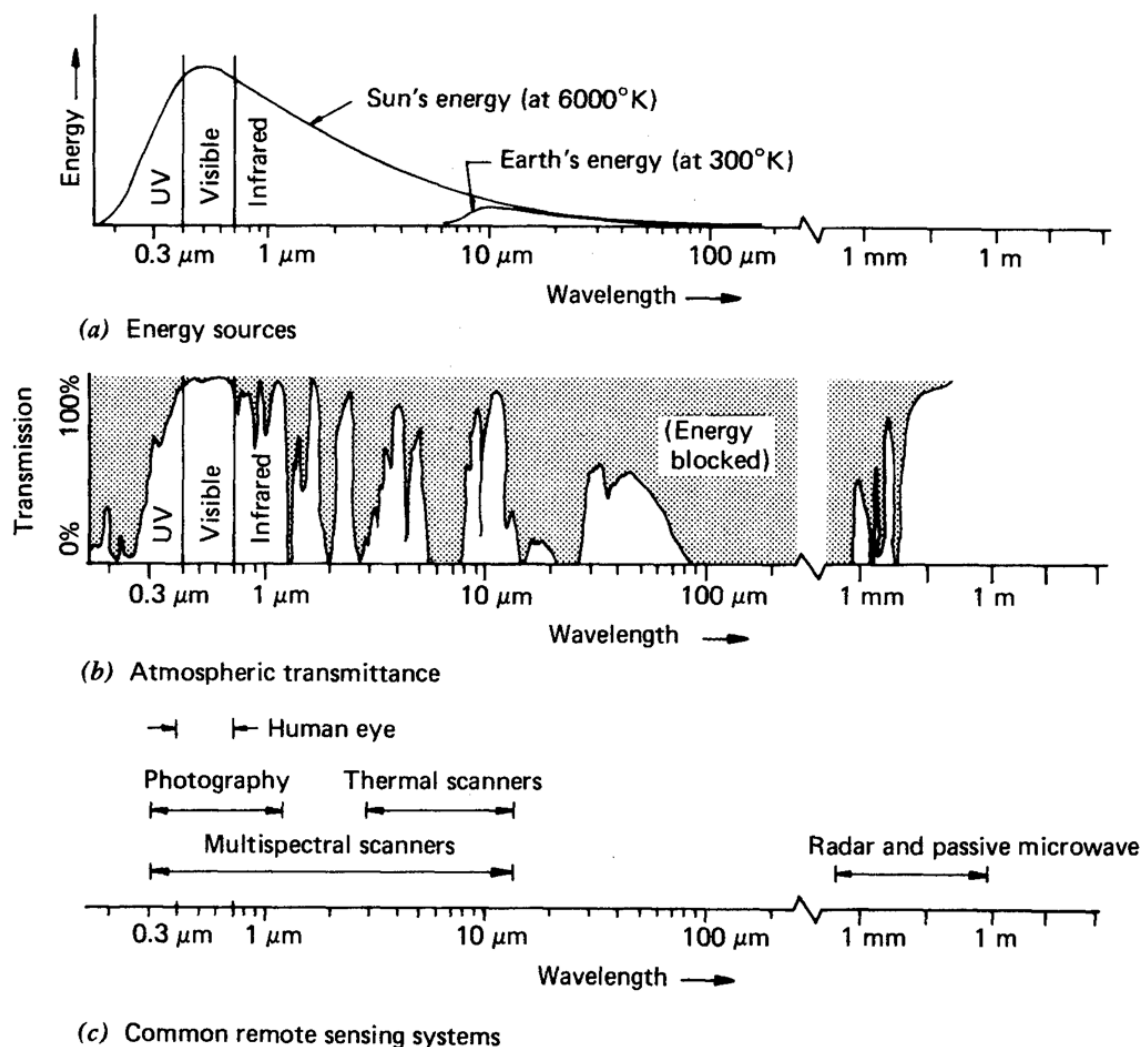 Energy
UV
Visible
Infrared
Sun's energy (at 6000°K)
Earth's energy (at 300°K)
0.3 μm
1 μm
10 μm
100 μm
1 mm
1 m
Wavelength
(a) Energy sources
Transmission
0%
100%
UV
Visible
Infrared
(Energy
blocked)
0.3 μm
1 μm
10 μm
100 μm
1 mm
1 m
Wavelength
(b) Atmospheric transmittance
Human eye
Photography
Thermal scanners
Multispectral scanners
Radar and passive microwave
0.3 μm
1 μm
10 μm
100 μm
1 mm
1 m
Wavelength
(c) Common remote sensing systems